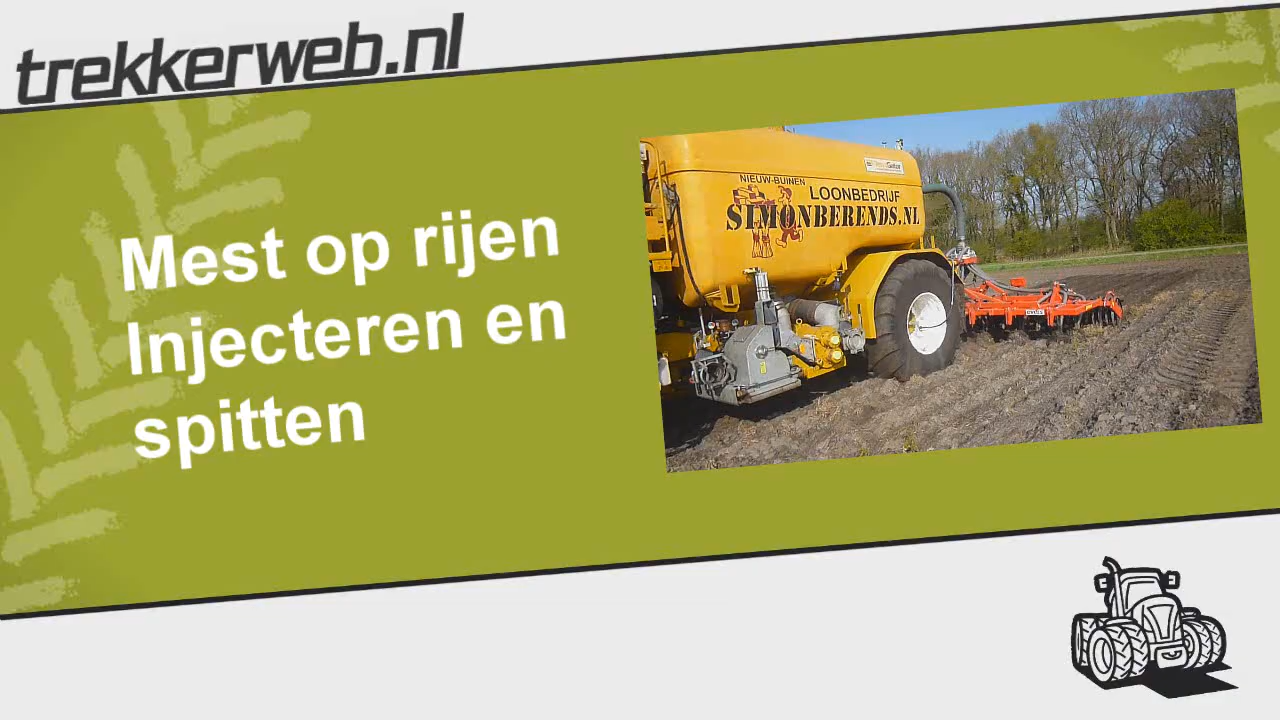 trekkerweb.nl
Mest op rijen
Injecteren en
spitten
NIEUW-BUINEN
LOONBEDRIJF
SIMONBERENDS.NL